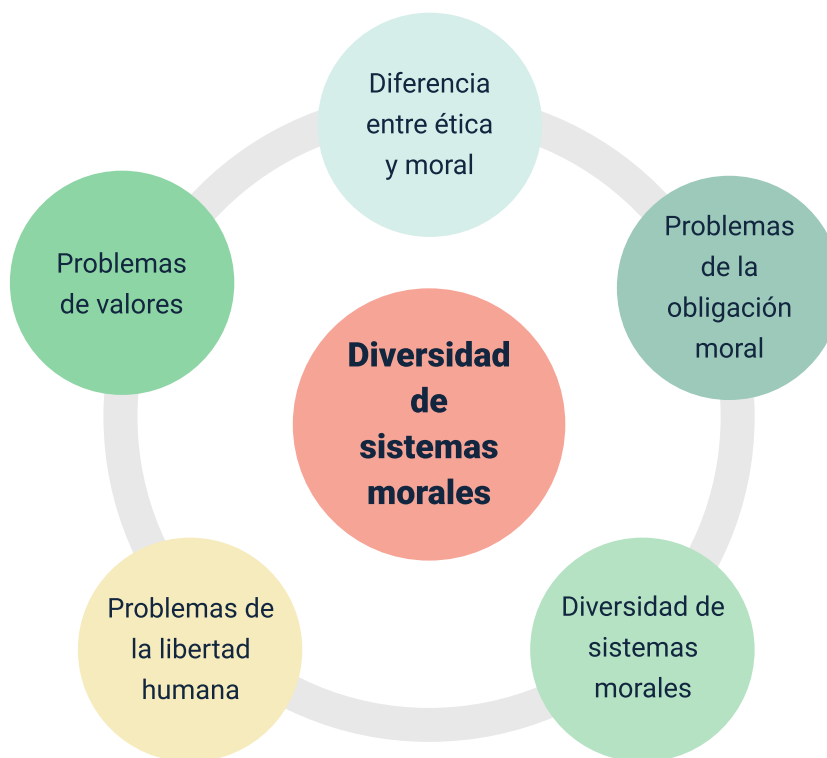 Diferencia
entre ética
y moral
Problemas
de la
obligación
moral
Problemas
de valores
Diversidad
de
sistemas
morales
Problemas de
la libertad
humana
Diversidad de
sistemas
morales